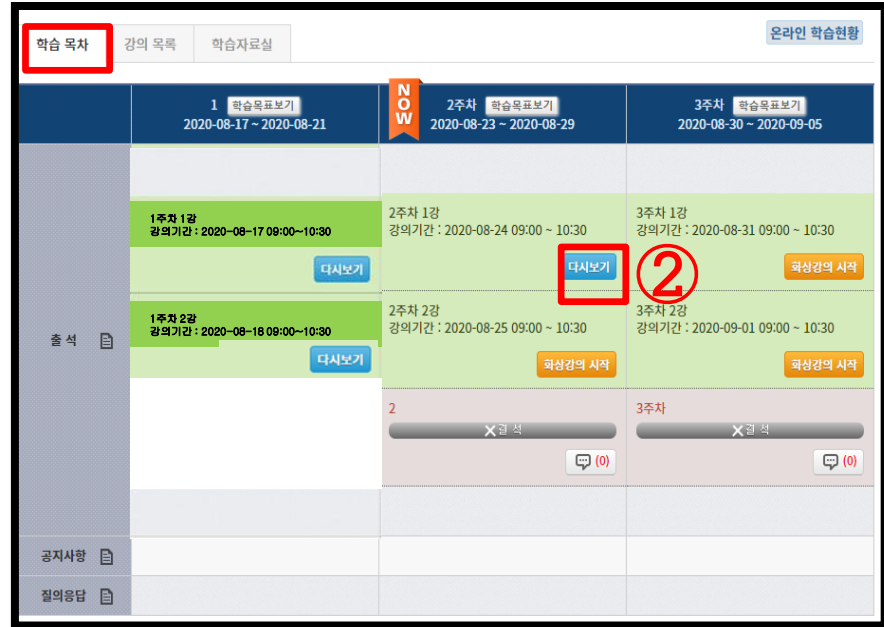 온라인 학습현황
학습 목차 강의 목록 학습자료실
1 학습목표보기
2020-08-17 ~ 2020-08-21
NOW
2주차 학습목표보기
2020-08-23 ~ 2020-08-29
3주차 학습목표보기
2020-08-30 ~ 2020-09-05
출석
1주차 1강
강의기간 : 2020-08-17 09:00~10:30
다시보기
2주차 1강
강의기간 : 2020-08-24 09:00 ~ 10:30
다시보기
②
3주차 1강
강의기간 : 2020-08-31 09:00 ~ 10:30
화상강의 시작
1주차 2강
강의기간 : 2020-08-18 09:00~10:30
다시보기
2주차 2강
강의기간 : 2020-08-25 09:00 ~ 10:30
화상강의 시작
3주차 2강
강의기간 : 2020-09-01 09:00 ~ 10:30
화상강의 시작
2
X결 석
(0)
3주차
X결 석
(0)
공지사항
질의응답